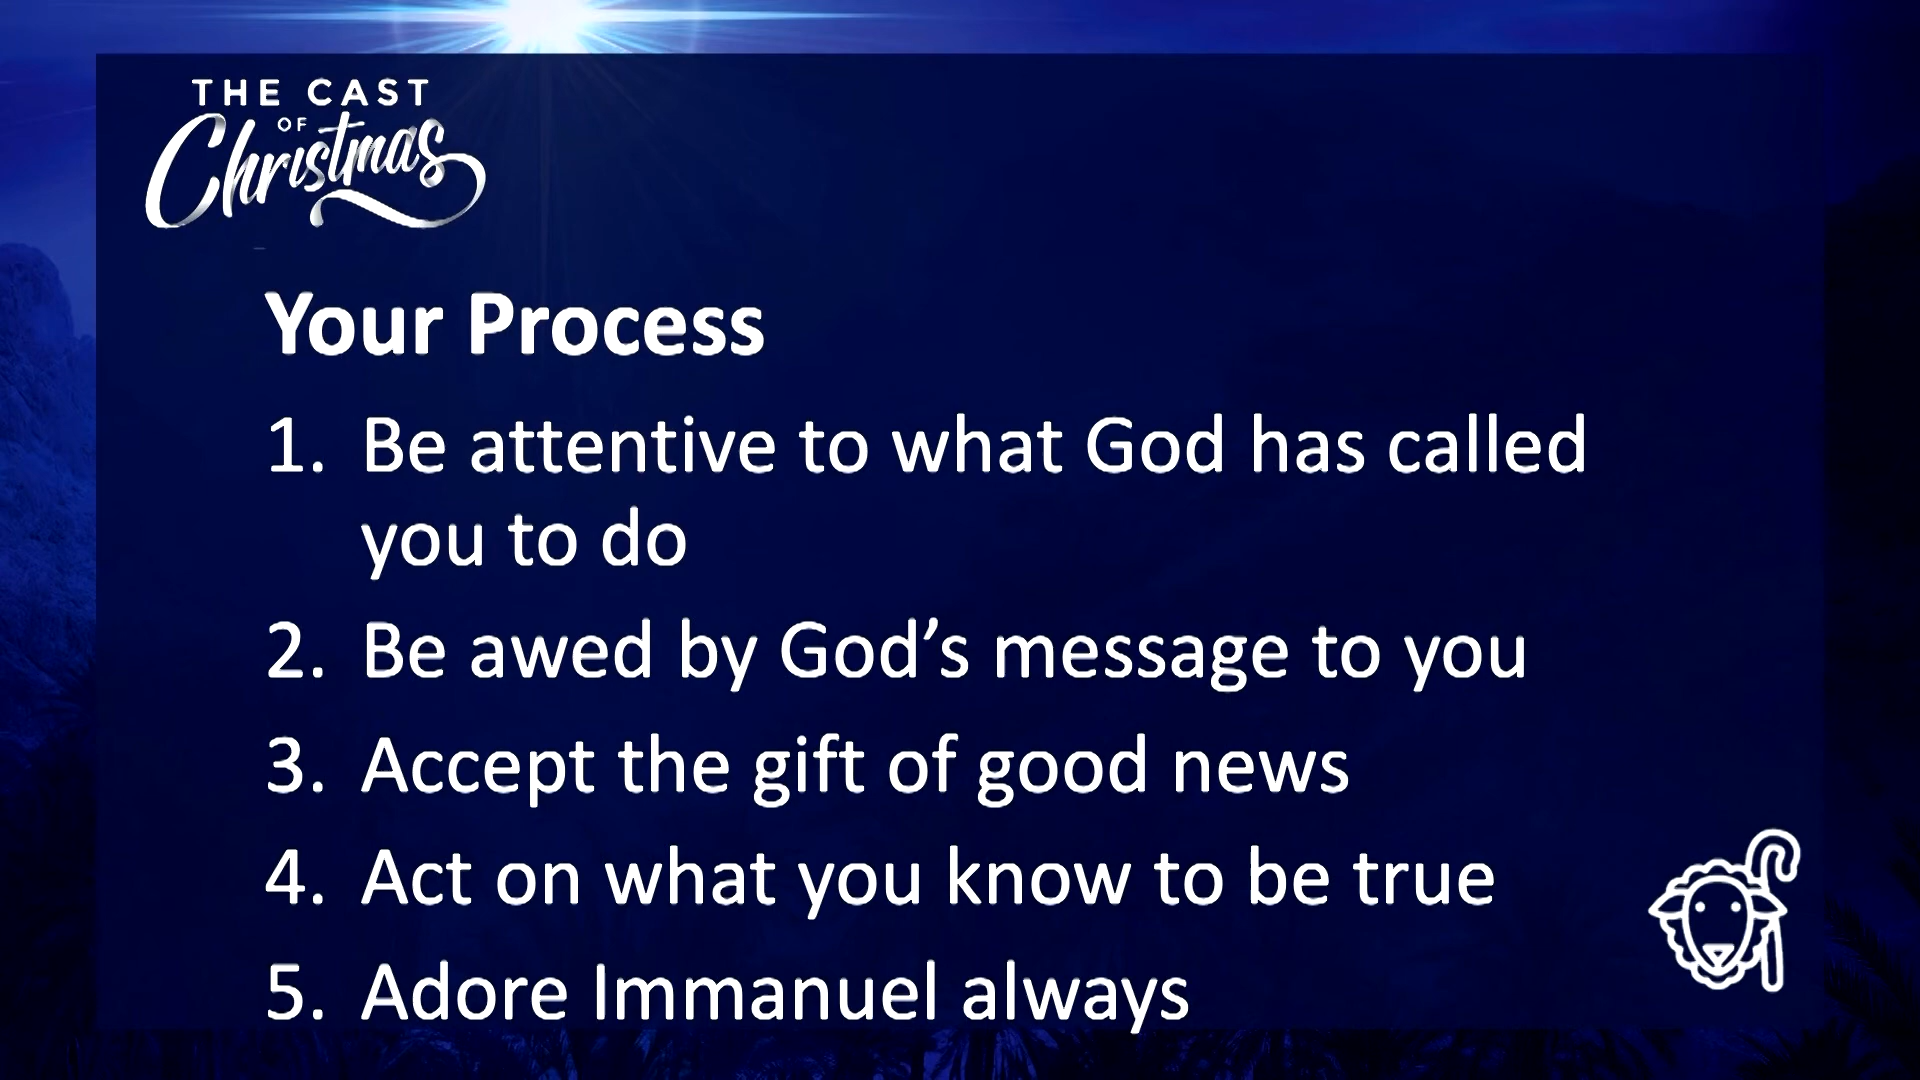 THE CAST
OF
Christmas
Your Process
1. Be attentive to what God has called
you to do
2. Be awed by God’s message to you
3. Accept the gift of good news
4. Act on what you know to be true
5. Adore Immanuel always